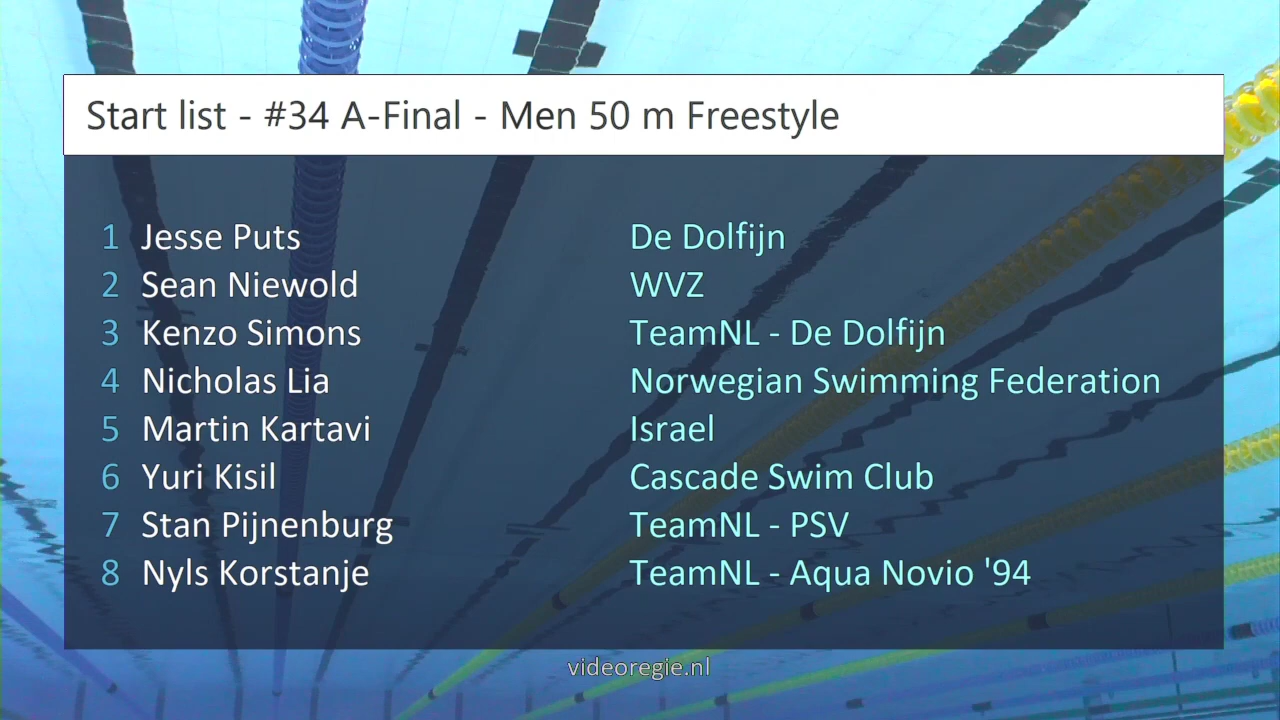 Start list - #34 A-Final - Men 50 m Freestyle
1 Jesse Puts De Dolfijn
2 Sean Niewold WVZ
3 Kenzo Simons TeamNL - De Dolfijn
4 Nicholas Lia Norwegian Swimming Federation
5 Martin Kartavi Israel
6 Yuri Kisil Cascade Swim Club
7 Stan Pijnenburg TeamNL - PSV
8 Nyls Korstanje TeamNL - Aqua Novio '94
videoregie.nl